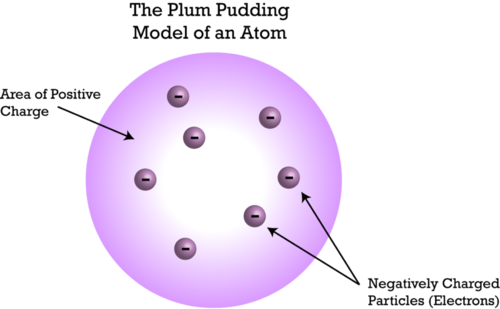 The Plum Pudding
Model of an Atom
Area of Positive
Charge
-
-
-
-
-
-
-
Negatively Charged
Particles (Electrons)